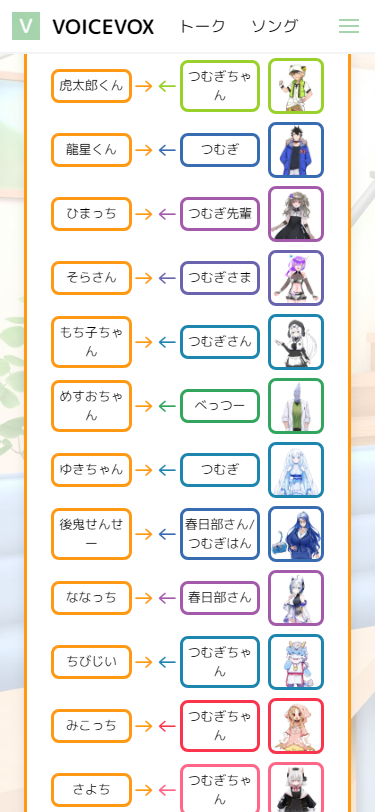 V VOICEVOX トーク ソング
虎太郎くん → ← つむぎちゃ
ん
龍星くん → ← つむぎ
ひまっち → ← つむぎ先輩
そらさん → ← つむぎさま
もち子ちゃ
ん → ← つむぎさん
めすおちゃ
ん → ← べっつー
ゆきちゃん → ← つむぎ
後鬼せんせ
ー → ← 春日部さん/
つむぎはん
ななっち → ← 春日部さん
ちびじい → ← つむぎちゃ
ん
みこっち → ← つむぎちゃ
ん
さよち → ← つむぎちゃ
ん